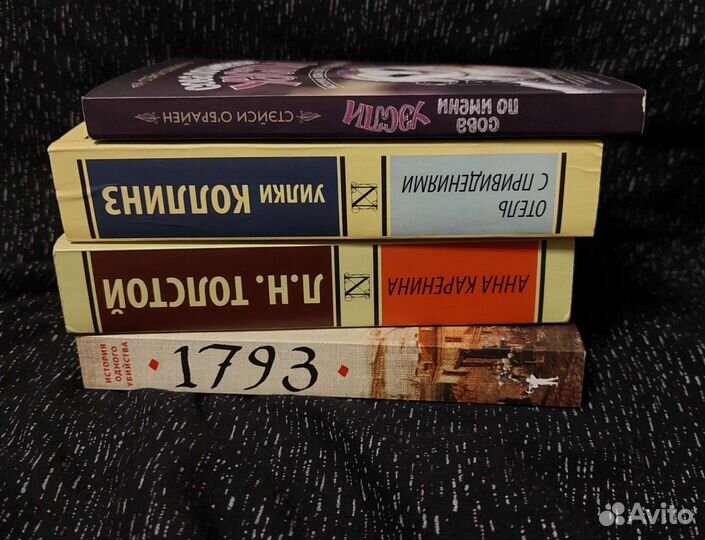 СТЭЙСИ О'БРАЙЕН
СОВА
ПО ИМЕНИ
УЭСЛИ
УИЛКИ КОЛЛИНЗ
N
ОТЕЛЬ
С ПРИВИДЕНИЯМИ
Л.Н. ТОЛСТОЙ
N
АННА КАРЕНИНА
ИСТОРИЯ
ОДНОГО
УБИЙСТВА
1793
Avito